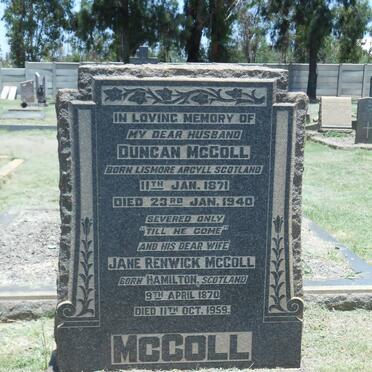 IN LOVING MEMORY OF
MY DEAR HUSBAND
DUNCAN McCOLL
BORN LISMORE ARGYLL SCOTLAND
11TH JAN. 1871
DIED 23RD JAN. 1940
SEVERED ONLY
"TILL HE COME"
AND HIS DEAR WIFE
JANE RENWICK McCOLL
BORN HAMILTON, SCOTLAND
9TH APRIL 1870
DIED 11TH OCT. 1959.
McCOLL